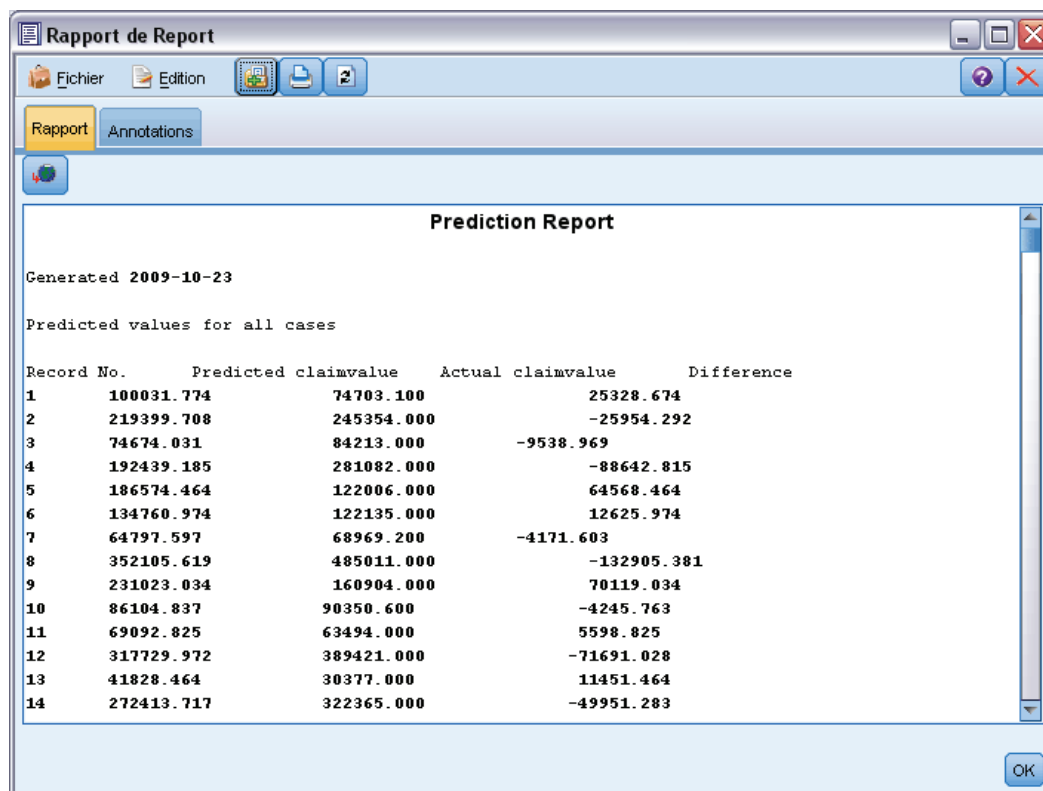 Rapport de Report
Fichier Edition
Rapport Annotations
Prediction Report
Generated 2009-10-23
Predicted values for all cases
Record No. Predicted claimvalue Actual claimvalue Difference
1 100031.774 74703.100 25328.674
2 219399.708 245354.000 -25954.292
3 74674.031 84213.000 -9538.969
4 192439.185 281082.000 -88642.815
5 186574.464 122006.000 64568.464
6 134760.974 122135.000 12625.974
7 64797.597 68969.200 -4171.603
8 352105.619 485011.000 -132905.381
9 231023.034 160904.000 70119.034
10 86104.837 90350.600 -4245.763
11 69092.825 63494.000 5598.825
12 317729.972 389421.000 -71691.028
13 41828.464 30377.000 11451.464
14 272413.717 322365.000 -49951.283
OK